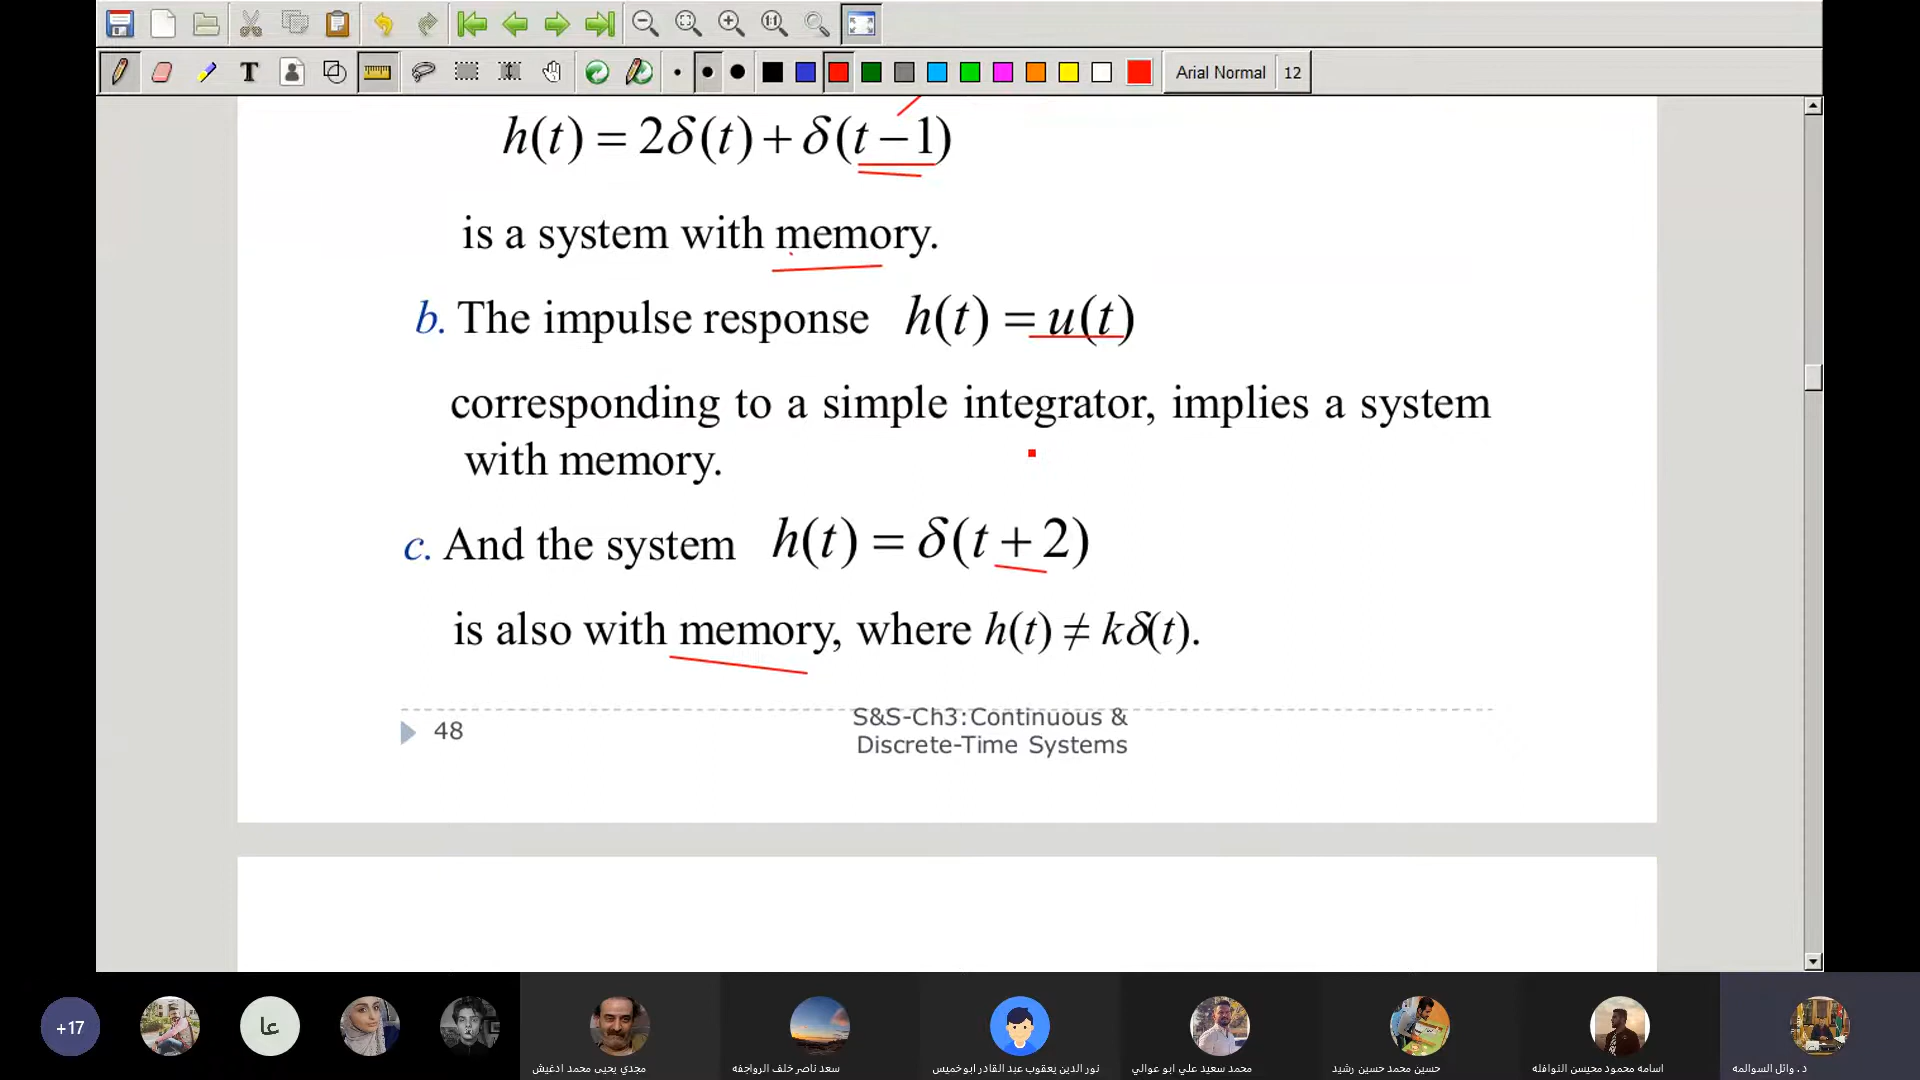 Arial Normal 12
h(t) = 2δ(t) + δ(t − 1)
is a system with memory.
b. The impulse response h(t) = u(t)
corresponding to a simple integrator, implies a system
with memory.
c. And the system h(t) = δ(t + 2)
is also with memory, where h(t) ≠ kδ(t).
48
S&S-Ch3:Continuous &
Discrete-Time Systems
+17
عا
مجدي يحيى محمد ادغيش
سعد ناصر خلف الرواجفه
نور الدين يعقوب عبد القادر ابوخميس
محمد سعيد علي ابو عوالي
حسين محمد حسين رشيد
اسامه محمود محيسن النوافله
د . وائل السوالمه